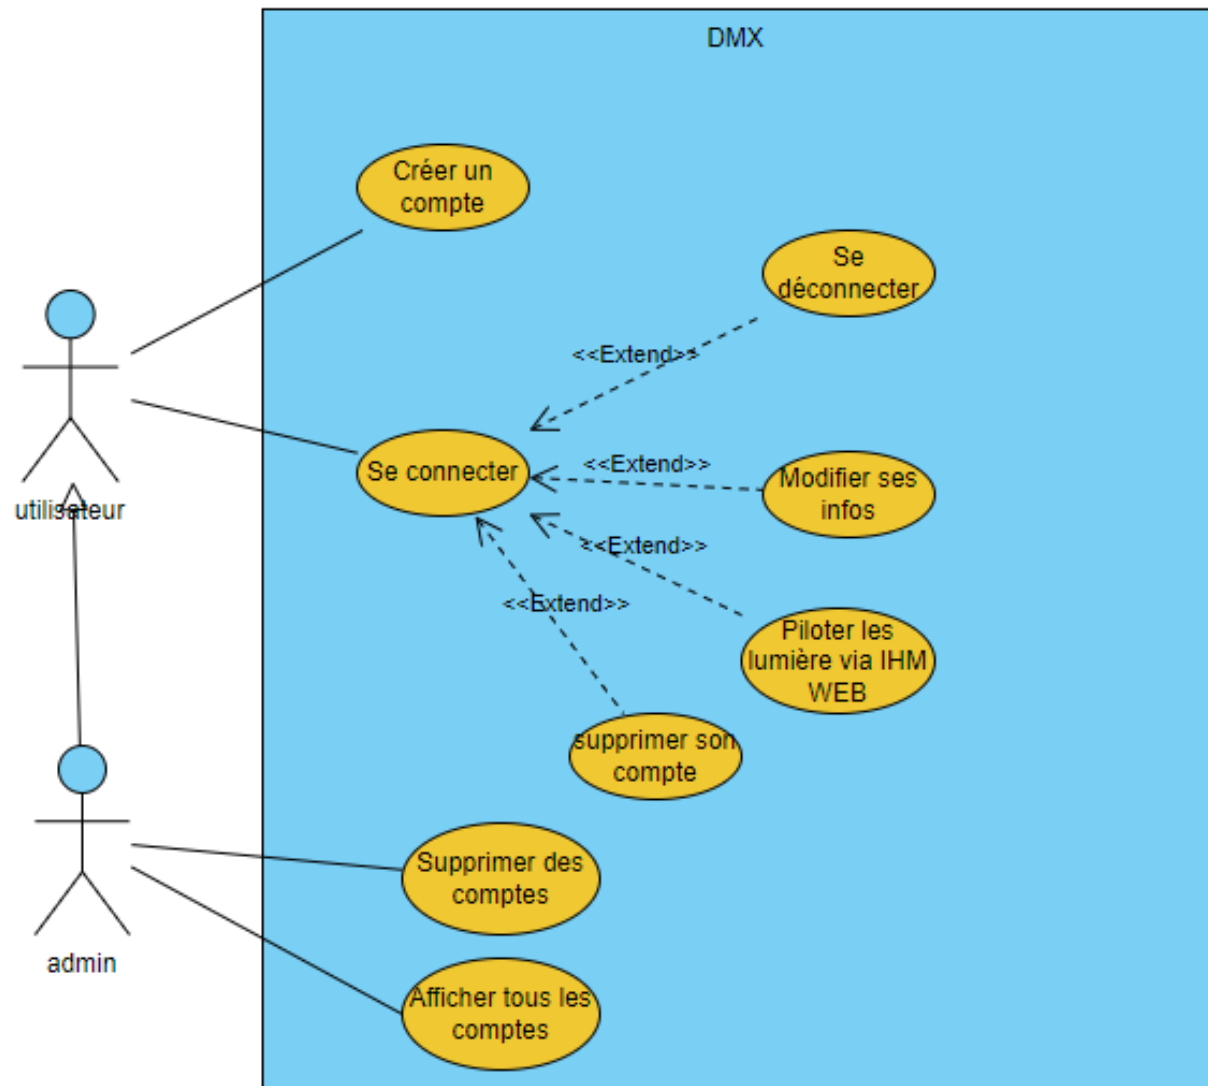 DMX
Créer un
compte
Se
déconnecter
<<Extend>>
Se connecter
<<Extend>>
Modifier ses
infos
utilisateur
<<Extend>>
<<Extend>>
Piloter les
lumière via IHM
WEB
supprimer son
compte
Supprimer des
comptes
admin
Afficher tous les
comptes